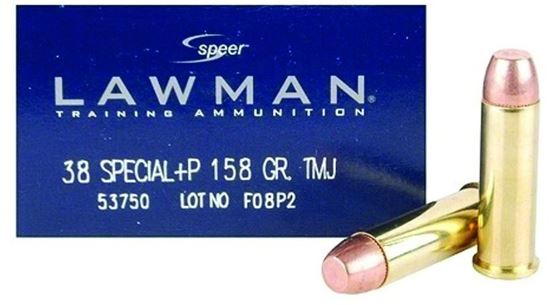 speer
LAWMAN®
TRAINING AMMUNITION
38 SPECIAL+P 158 GR. TMJ
53750 LOT NO F08P2